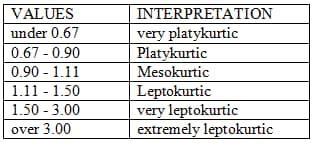 VALUES INTERPRETATION
under 0.67 very platykurtic
0.67 - 0.90 Platykurtic
0.90 - 1.11 Mesokurtic
1.11 - 1.50 Leptokurtic
1.50 - 3.00 very leptokurtic
over 3.00 extremely leptokurtic